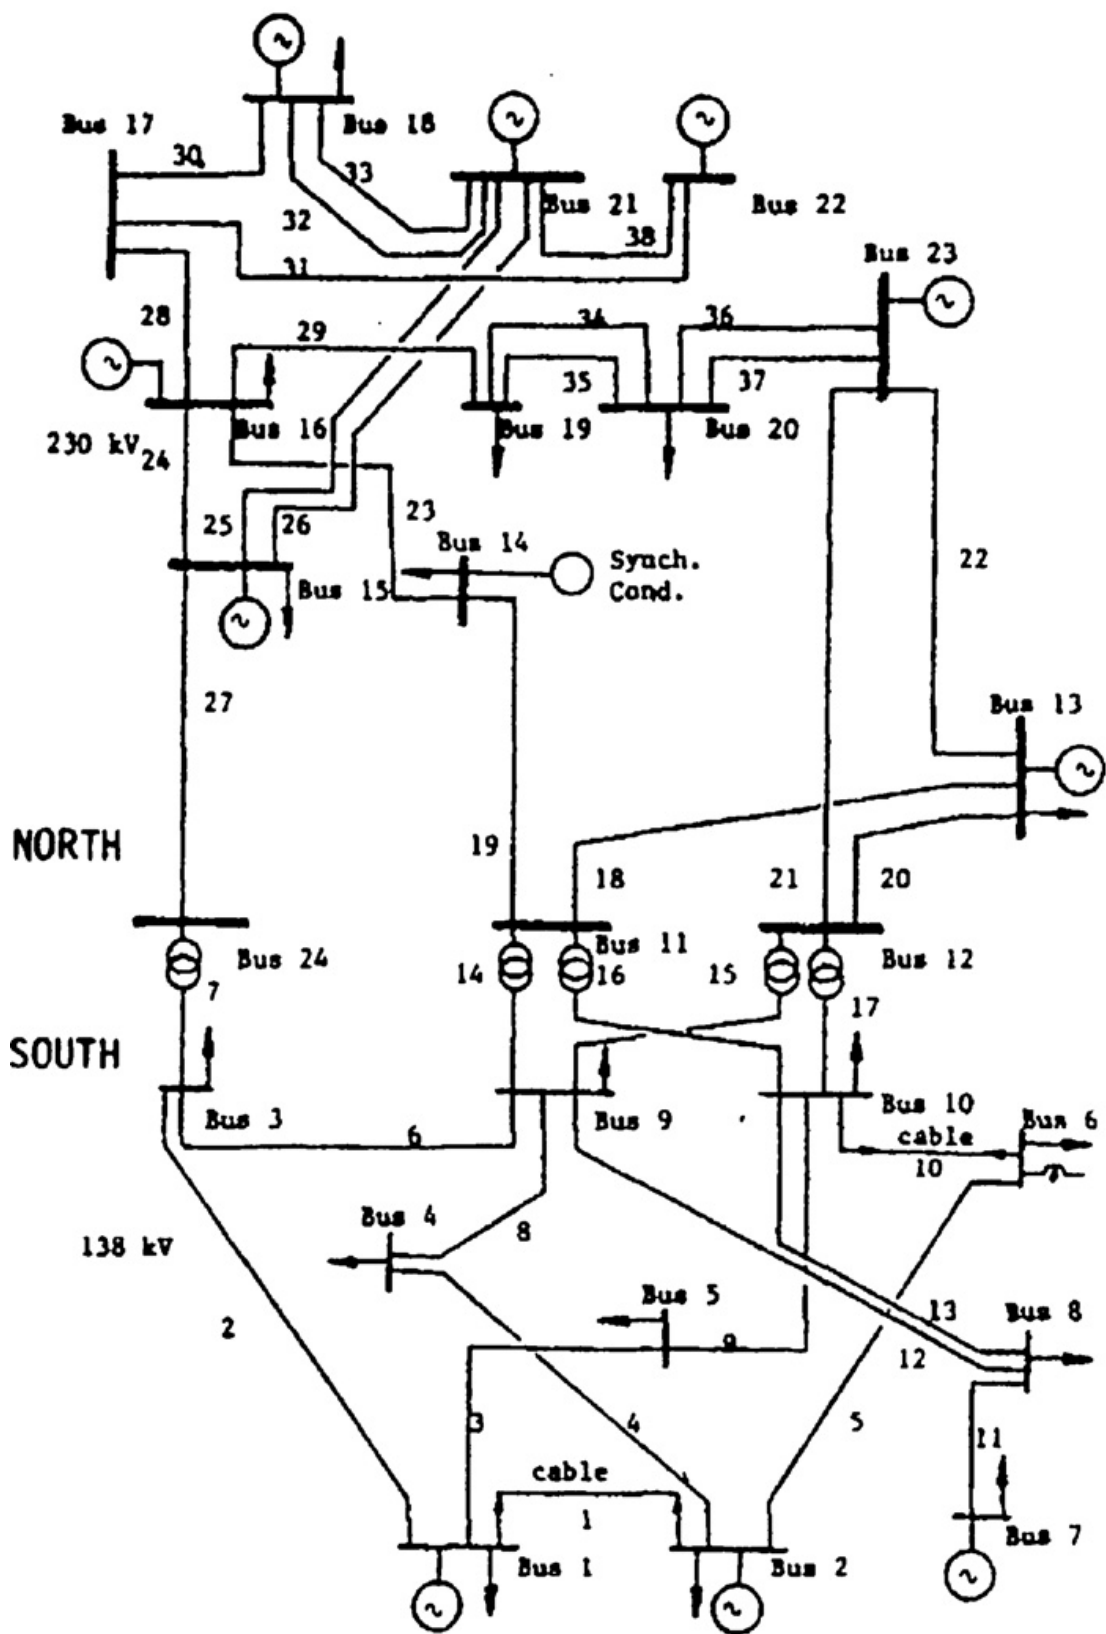 Bus 18
Bus 17
30
33
32
Bus 21
Bus 22
38
31
Bus 23
28
29
34
36
35
37
Bus 16
Bus 19
Bus 20
230 kV
24
25
26
23
Bus 14
Synch.
Cond.
Bus 15
22
27
Bus 13
NORTH
19
18
21
20
Bus 24
Bus 11
Bus 12
14
16
15
7
17
SOUTH
Bus 3
Bus 9
Bus 10
Bus 6
cable
10
6
Bus 4
8
138 kV
Bus 5
13
Bus 8
2
9
12
3
4
5
11
cable
1
Bus 7
Bus 1
Bus 2